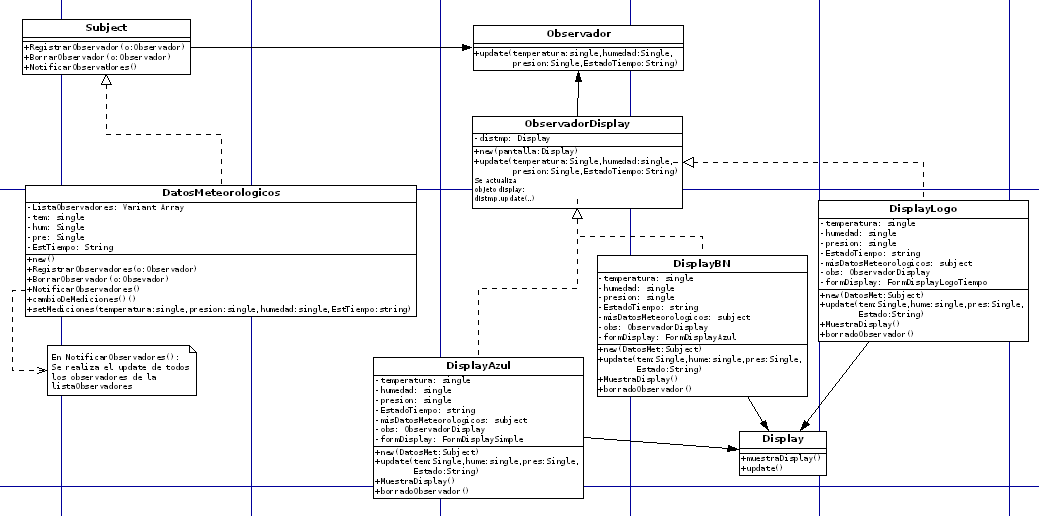 Subject
+RegistrarObservador(o:Observador)
+BorrarObservador(o:Observador)
+NotificarObservadores()
Observador
+update(temperatura:single,humedad:Single,
presion:Single,EstadoTiempo:String)
ObservadorDisplay
-distmp: Display
+new(pantalla:Display)
+update(temperatura:Single,humedad:single,
presion:Single,EstadoTiempo:String)
Se actualiza
objeto display:
distmp.update(..)
DatosMeteorologicos
-ListaObservadores: Variant Array
-tem: single
-hum: Single
-pre: Single
-EstTiempo: String
+new()
+RegistrarObservadores(o:Observador)
+BorrarObservador(o:Obsevador)
+NotificarObservadores()
+cambioDeMediciones()()
+setMediciones(temperatura:single,presion:single,humedad:single,EstTiempo:string)
En NotificarObservadores():
Se realiza el update de todos
los observadores de la
listaObservadores
DisplayLogo
-temperatura: single
-humedad: single
-presion: single
-EstadoTiempo: string
-misDatosMeteorologicos: subject
-obs: ObservadorDisplay
-formDisplay: FormDisplayLogoTiempo
+new(DatosMet:Subject)
+update(tem:Single,hume:single,pres:Single,
Estado:String)
+MuestraDisplay()
+borradoObservador()
DisplayBN
-temperatura: single
-humedad: single
-presion: single
-EstadoTiempo: string
-misDatosMeteorologicos: subject
-obs: ObservadorDisplay
-formDisplay: FormDisplayAzul
+new(DatosMet:Subject)
+update(tem:Single,hume:single,pres:Single,
Estado:String)
+MuestraDisplay()
+borradoObservador()
DisplayAzul
-temperatura: single
-humedad: single
-presion: single
-EstadoTiempo: string
-misDatosMeteorologicos: subject
-obs: ObservadorDisplay
-formDisplay: FormDisplaySimple
+new(DatosMet:Subject)
+update(tem:Single,hume:single,pres:Single,
Estado:String)
+MuestraDisplay()
+borradoObservador()
Display
+muestraDisplay()
+update()